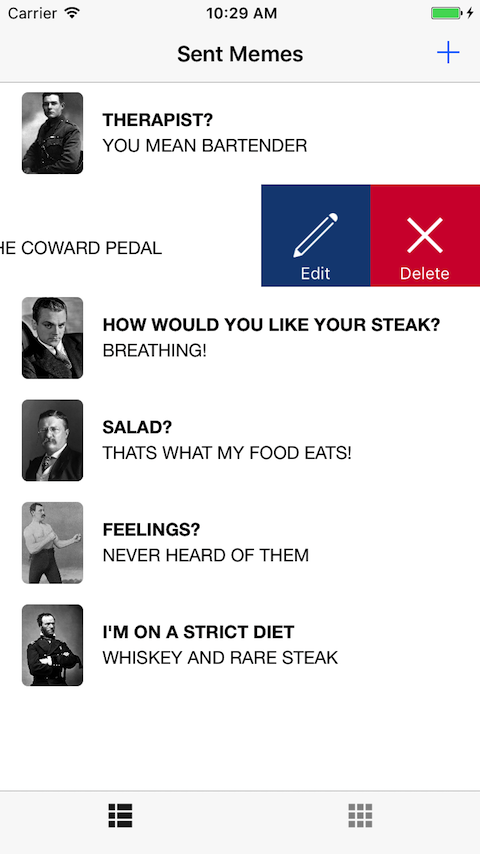 Carrier 10:29 AM
Sent Memes
THERAPIST?
YOU MEAN BARTENDER
HE COWARD PEDAL
Edit Delete
HOW WOULD YOU LIKE YOUR STEAK?
BREATHING!
SALAD?
THATS WHAT MY FOOD EATS!
FEELINGS?
NEVER HEARD OF THEM
I'M ON A STRICT DIET
WHISKEY AND RARE STEAK